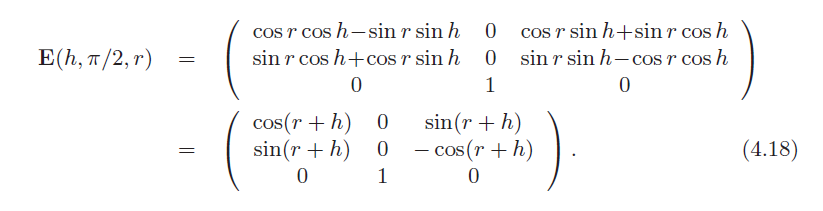 cos r cos h−sin r sin h 0 cos r sin h+sin r cos h
E(h, π/2, r) = ( sin r cos h+cos r sin h 0 sin r sin h−cos r cos h )
0 1 0
cos(r + h) 0 sin(r + h)
= ( sin(r + h) 0 − cos(r + h) ) . (4.18)
0 1 0